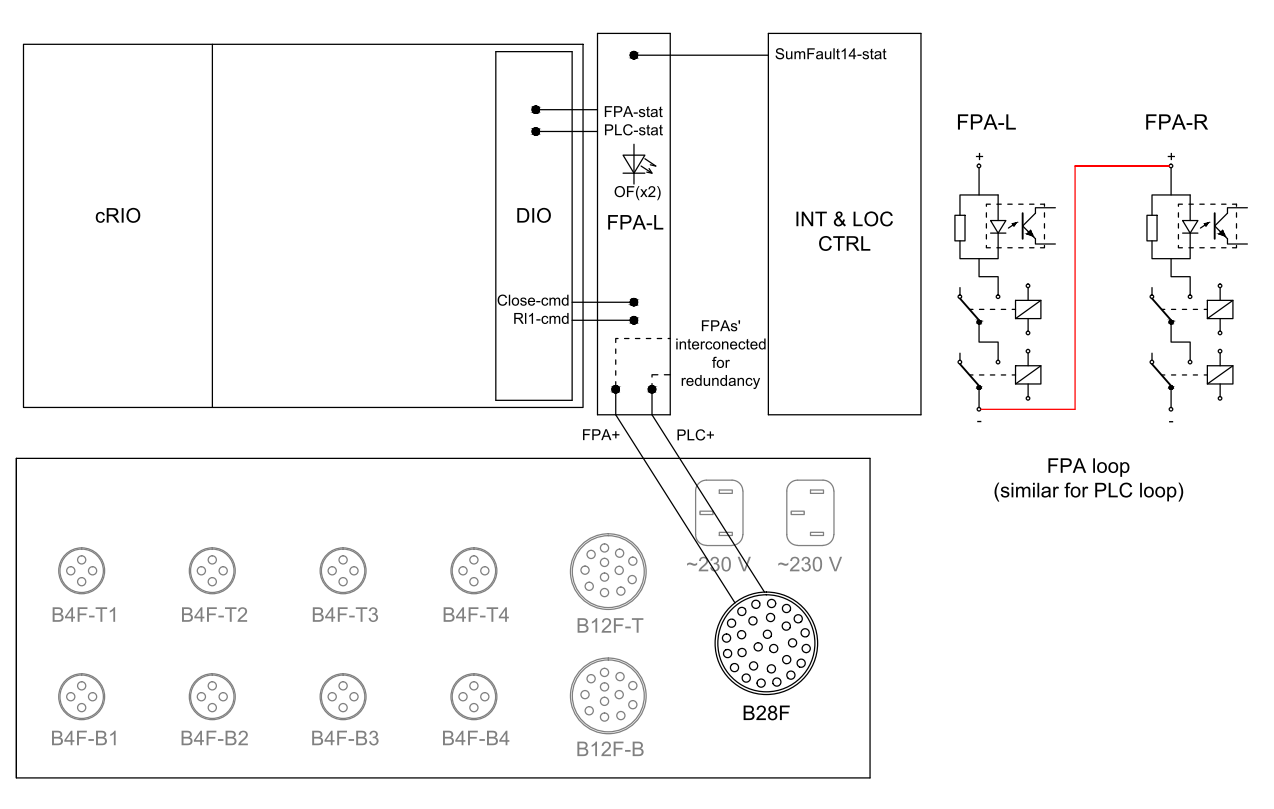 SumFault14-stat
FPA-stat
PLC-stat
OF(x2)
FPA-L
cRIO
DIO
INT & LOC
CTRL
Close-cmd
RI1-cmd
FPAs'
interconected
for
redundancy
FPA+
PLC+
FPA-L
FPA-R
+
+
-
-
FPA loop
(similar for PLC loop)
~230 V
~230 V
B4F-T1
B4F-T2
B4F-T3
B4F-T4
B12F-T
B28F
B4F-B1
B4F-B2
B4F-B3
B4F-B4
B12F-B